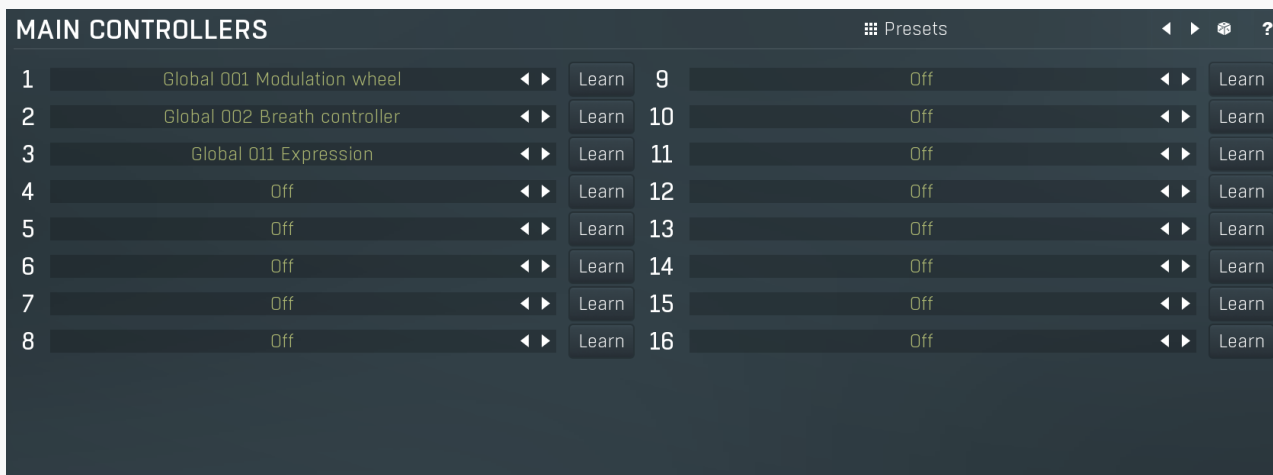 MAIN CONTROLLERS Presets ?
1 Global 001 Modulation wheel Learn 9 Off Learn
2 Global 002 Breath controller Learn 10 Off Learn
3 Global 011 Expression Learn 11 Off Learn
4 Off Learn 12 Off Learn
5 Off Learn 13 Off Learn
6 Off Learn 14 Off Learn
7 Off Learn 15 Off Learn
8 Off Learn 16 Off Learn